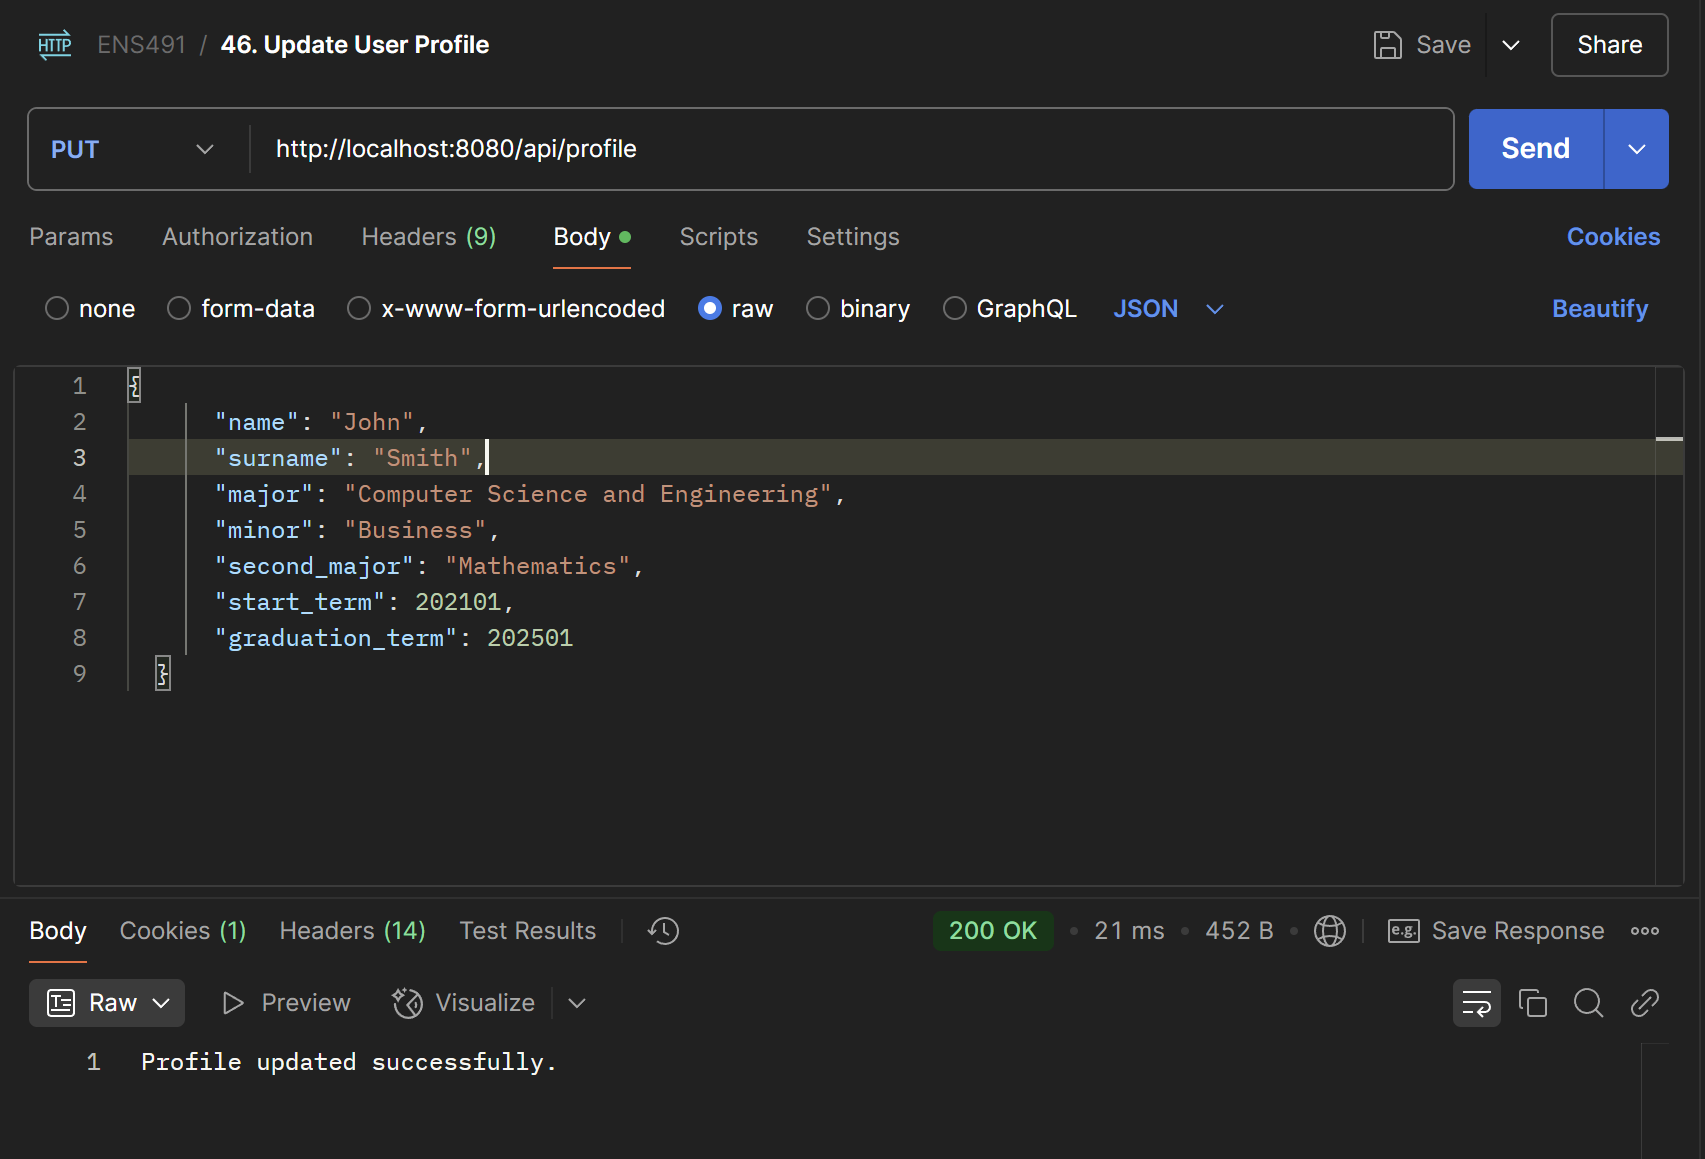 HTTP ENS491 / 46. Update User Profile Save Share
PUT http://localhost:8080/api/profile Send
Params Authorization Headers (9) Body Scripts Settings Cookies
none form-data x-www-form-urlencoded raw binary GraphQL JSON Beautify
1 {
2 "name": "John",
3 "surname": "Smith",
4 "major": "Computer Science and Engineering",
5 "minor": "Business",
6 "second_major": "Mathematics",
7 "start_term": 202101,
8 "graduation_term": 202501
9 }
Body Cookies (1) Headers (14) Test Results 200 OK • 21 ms • 452 B • e.g. Save Response
Raw Preview Visualize
1 Profile updated successfully.